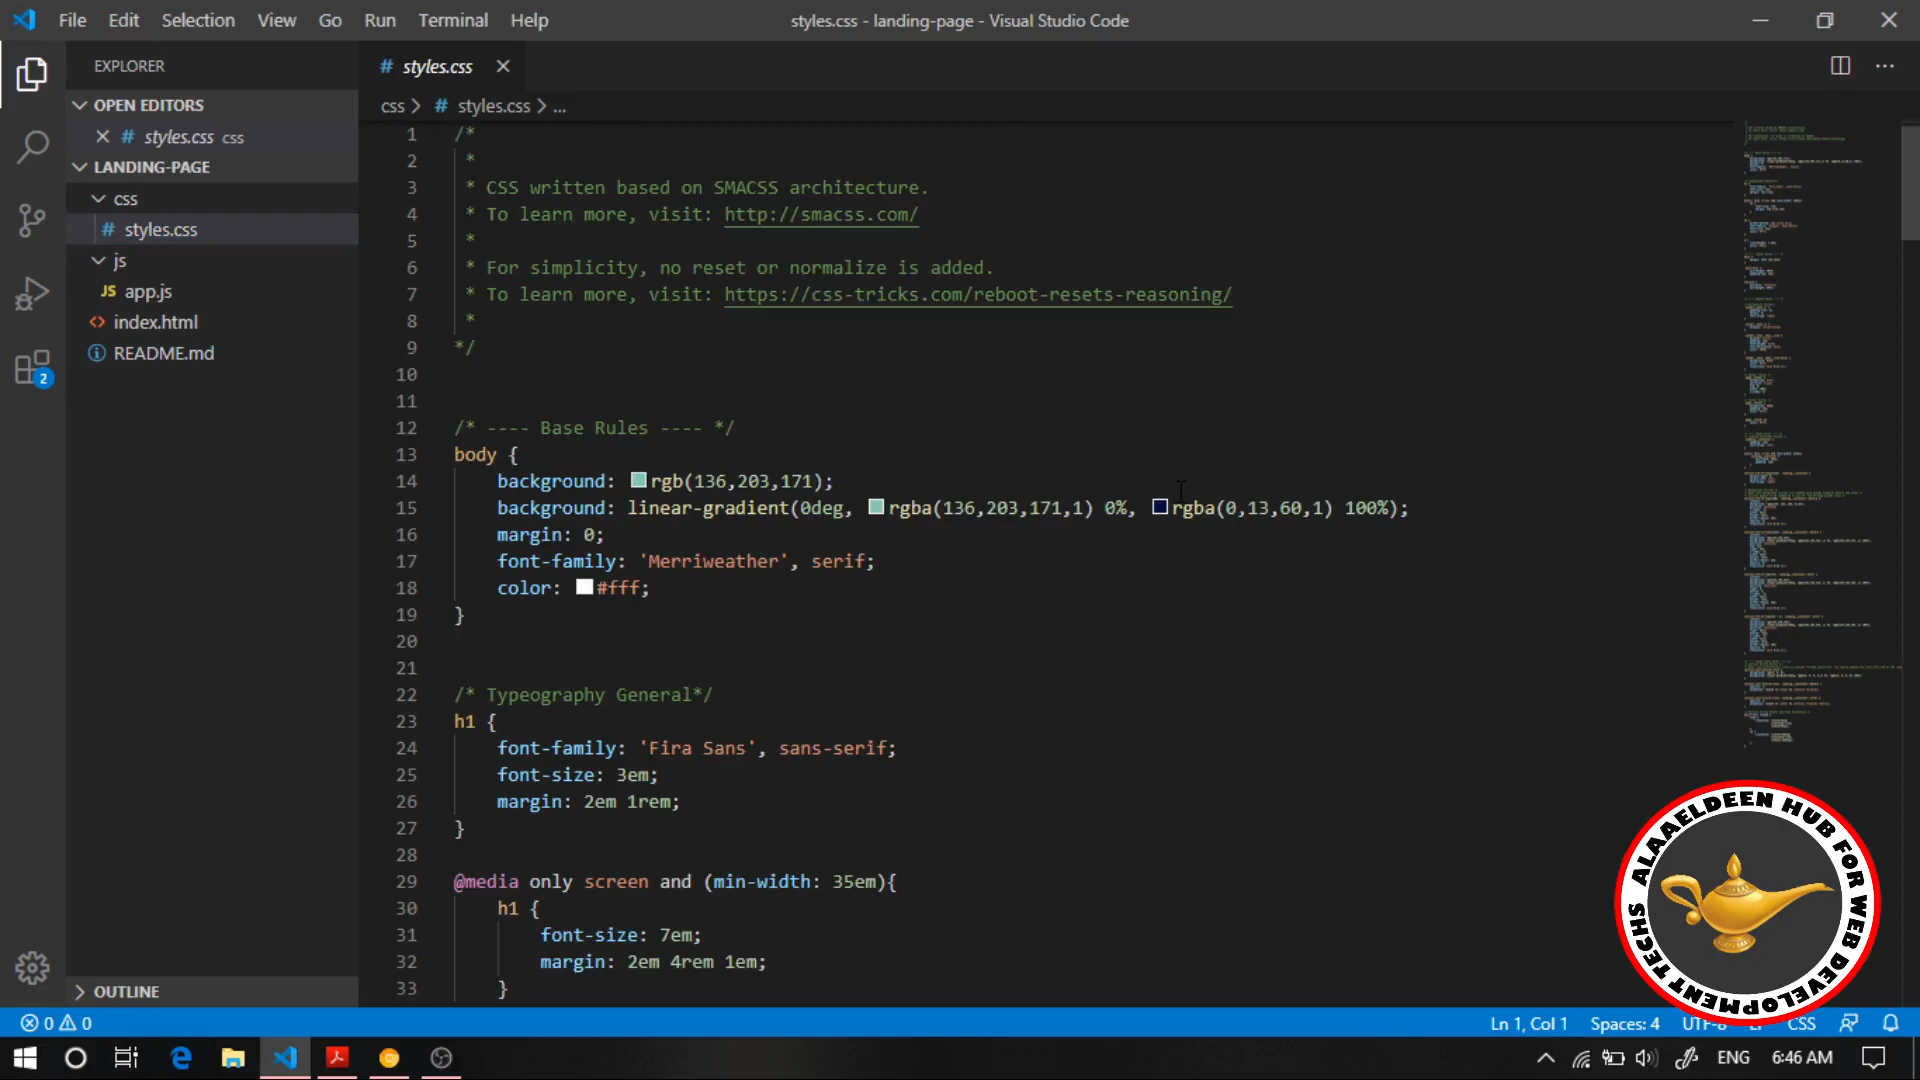 File Edit Selection View Go Run Terminal Help
styles.css - landing-page - Visual Studio Code
EXPLORER
OPEN EDITORS
# styles.css css
LANDING-PAGE
css
# styles.css
js
JS app.js
<> index.html
README.md
2
OUTLINE
# styles.css
css > # styles.css > ...
1 /*
2 *
3 * CSS written based on SMACSS architecture.
4 * To learn more, visit: http://smacss.com/
5 *
6 * For simplicity, no reset or normalize is added.
7 * To learn more, visit: https://css-tricks.com/reboot-resets-reasoning/
8 *
9 */
10
11
12 /* ---- Base Rules ---- */
13 body {
14 background: rgb(136,203,171);
15 background: linear-gradient(0deg, rgba(136,203,171,1) 0%, rgba(0,13,60,1) 100%);
16 margin: 0;
17 font-family: 'Merriweather', serif;
18 color: #fff;
19 }
20
21
22 /* Typeography General*/
23 h1 {
24 font-family: 'Fira Sans', sans-serif;
25 font-size: 3em;
26 margin: 2em 1rem;
27 }
28
29 @media only screen and (min-width: 35em){
30 h1 {
31 font-size: 7em;
32 margin: 2em 4rem 1em;
33 }
ALAAELDEEN HUB FOR WEB DEVELOPMENT TECHS
0 0
Ln 1, Col 1 Spaces: 4 UTF-8 LF CSS
ENG 6:46 AM